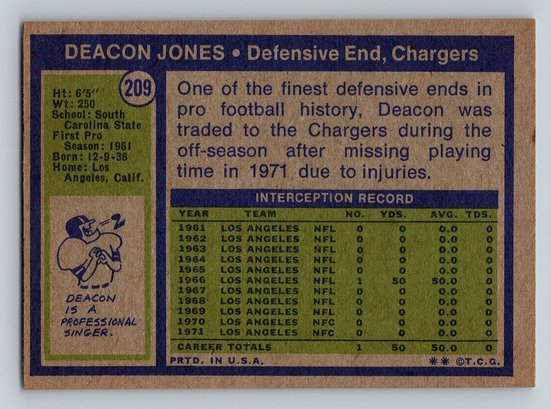 DEACON JONES • Defensive End, Chargers
209
Ht: 6'5"
Wt: 250
School: South
Carolina State
First Pro
Season: 1961
Born: 12-9-38
Home: Los
Angeles, Calif.
DEACON
IS A
PROFESSIONAL
SINGER.
One of the finest defensive ends in
pro football history, Deacon was
traded to the Chargers during the
off-season after missing playing
time in 1971 due to injuries.
INTERCEPTION RECORD
YEAR TEAM NO. YDS. AVG. TDS.
1961 LOS ANGELES NFL 0 0 0.0 0
1962 LOS ANGELES NFL 0 0 0.0 0
1963 LOS ANGELES NFL 0 0 0.0 0
1964 LOS ANGELES NFL 0 0 0.0 0
1965 LOS ANGELES NFL 0 0 0.0 0
1966 LOS ANGELES NFL 1 50 50.0 0
1967 LOS ANGELES NFL 0 0 0.0 0
1968 LOS ANGELES NFL 0 0 0.0 0
1969 LOS ANGELES NFL 0 0 0.0 0
1970 LOS ANGELES NFC 0 0 0.0 0
1971 LOS ANGELES NFC 0 0 0.0 0
CAREER TOTALS 1 50 50.0 0
PRTD. IN U.S.A. ** ©T.C.G.